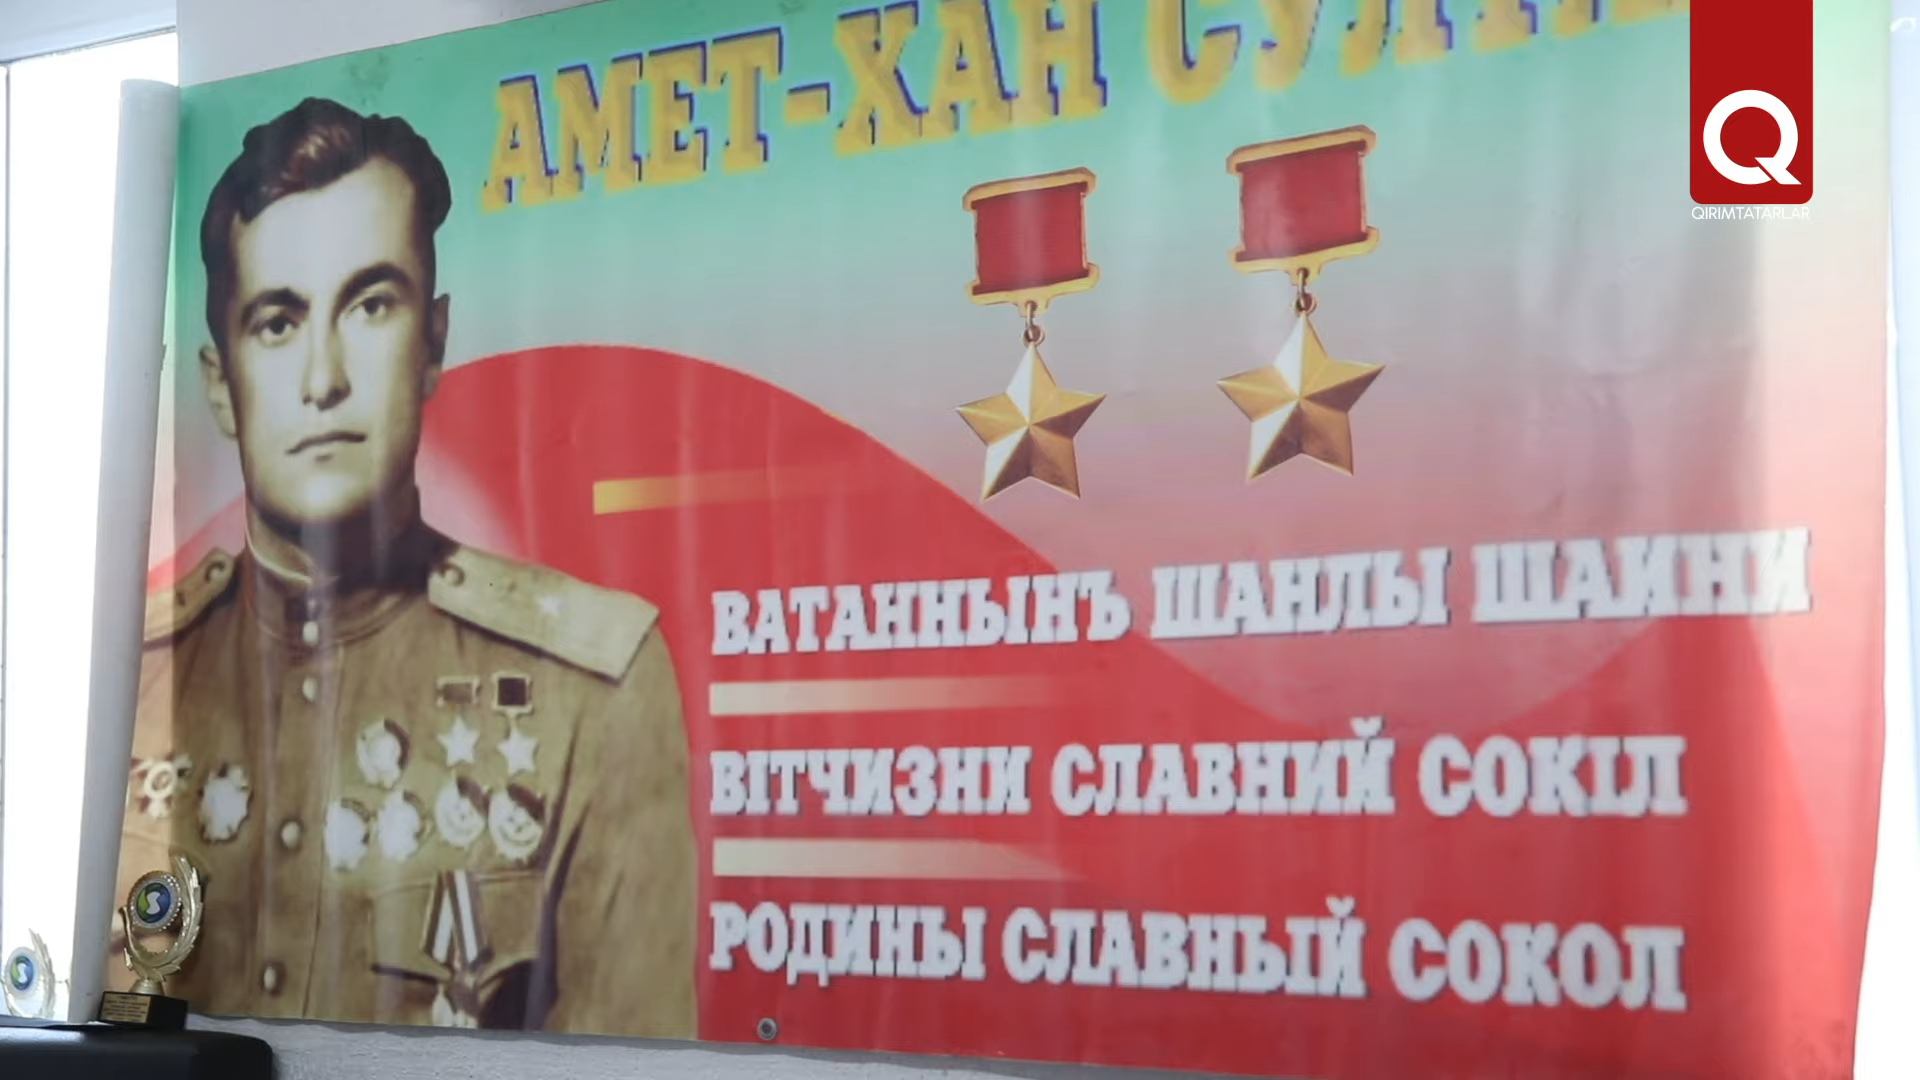 АМЕТ-ХАН
QIRIMTATARLAR
ВАТАННЫНЪ ШАНЛЫ ШАИНИ
ВІТЧИЗНИ СЛАВНИЙ СОКІЛ
РОДИНЫ СЛАВНЫЙ СОКОЛ